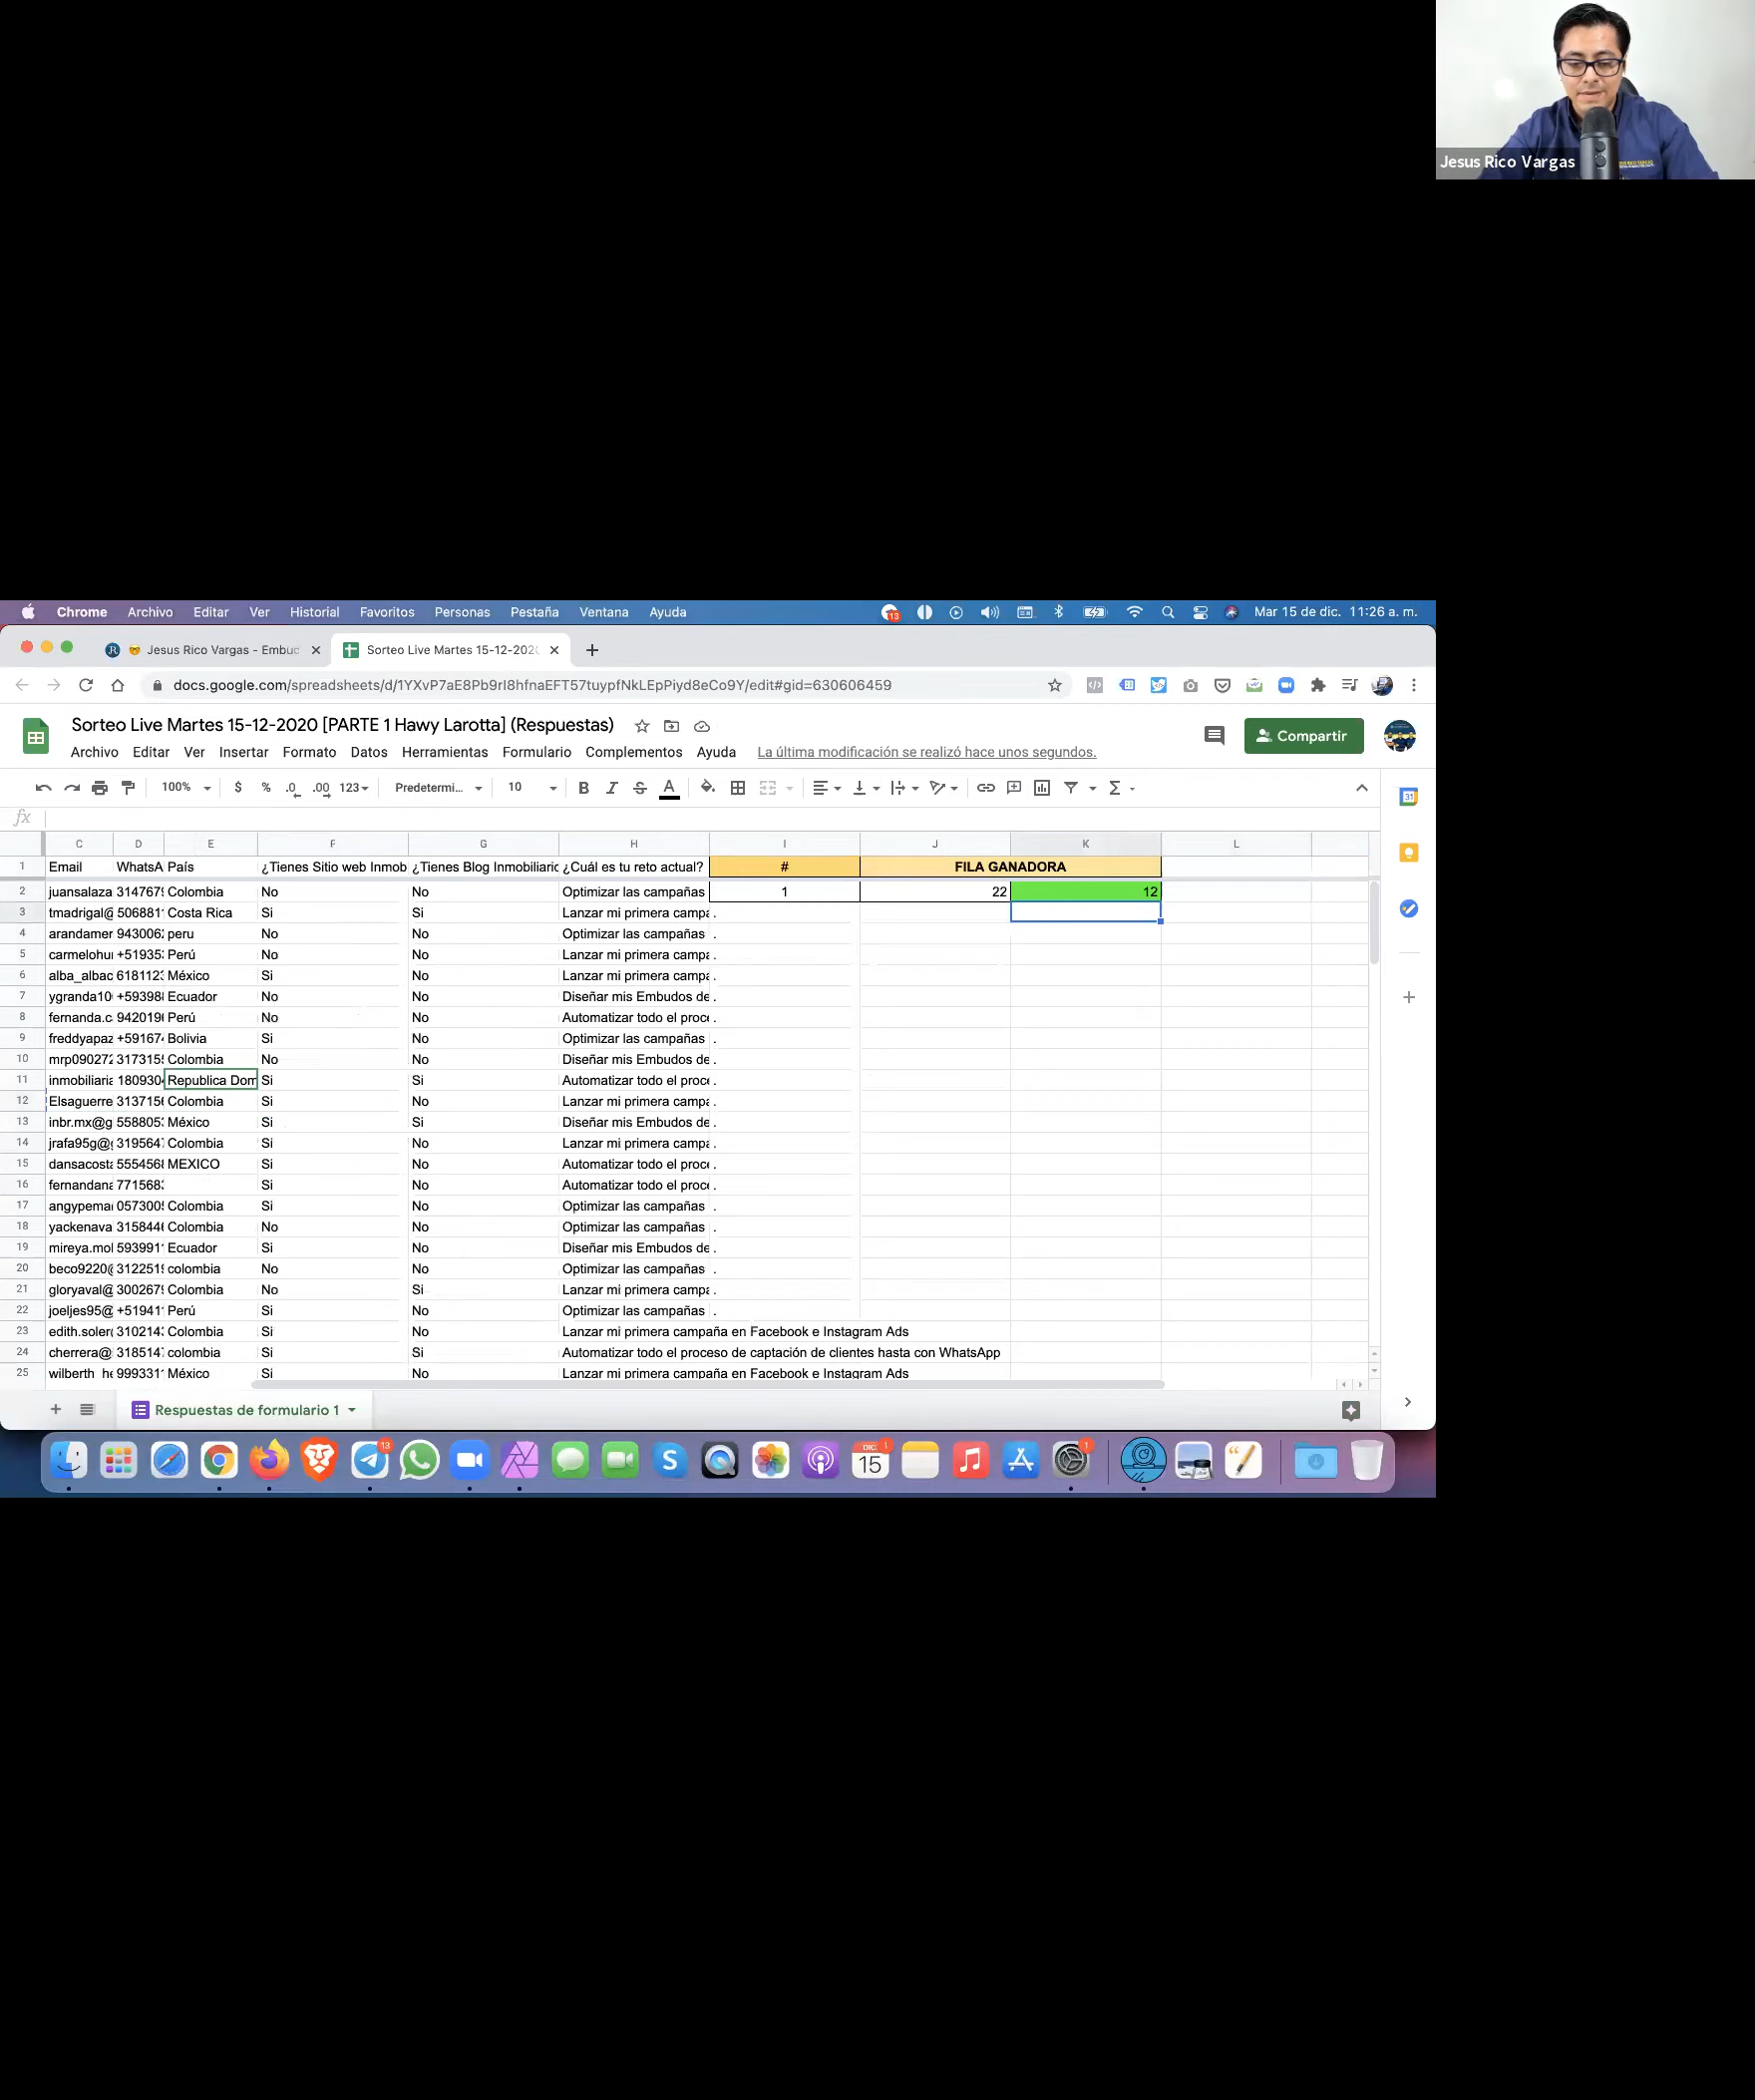 Jesus Rico Vargas
Chrome Archivo Editar Ver Historial Favoritos Personas Pestaña Ventana Ayuda 13 Mar 15 de dic. 11:26 a. m.
Jesus Rico Vargas - Embud Sorteo Live Martes 15-12-202
docs.google.com/spreadsheets/d/1YXvP7aE8Pb9rI8hfnaEFT57tuypfNkLEpPiyd8eCo9Y/edit#gid=630606459
Sorteo Live Martes 15-12-2020 [PARTE 1 Hawy Larotta] (Respuestas)
Compartir
Archivo Editar Ver Insertar Formato Datos Herramientas Formulario Complementos Ayuda La última modificación se realizó hace unos segundos.
100% $ % .0 .00 123 Predetermi... 10 B I S A Σ
31
fx
C D E F G H I J K L
1 Email WhatsA País ¿Tienes Sitio web Inmob ¿Tienes Blog Inmobiliario ¿Cuál es tu reto actual? # FILA GANADORA
2 juansalaza 3147679 Colombia No No Optimizar las campañas 1 22 12
3 tmadrigal@ 506881 Costa Rica Si Si Lanzar mi primera campa .
4 arandamer 943006 peru No No Optimizar las campañas .
5 carmelohu +51935 Perú No No Lanzar mi primera campa .
6 alba_albac 618112 México Si No Lanzar mi primera campa .
7 ygranda10 +59398 Ecuador No No Diseñar mis Embudos de .
8 fernanda.c 942019 Perú No No Automatizar todo el proce .
9 freddyapaz +59167 Bolivia Si No Optimizar las campañas .
10 mrp090272 317315 Colombia No No Diseñar mis Embudos de .
11 inmobiliaria 180930 Republica Dom Si Si Automatizar todo el proce .
12 Elsaguerre 313715 Colombia Si No Lanzar mi primera campa .
13 inbr.mx@g 558805 México Si Si Diseñar mis Embudos de .
14 jrafa95g@ 319564 Colombia Si No Lanzar mi primera campa .
15 dansacosta 555456 MEXICO Si No Automatizar todo el proce .
16 fernandana 771568 Si No Automatizar todo el proce .
17 angypema 057300 Colombia Si No Optimizar las campañas .
18 yackenava 315844 Colombia No No Optimizar las campañas .
19 mireya.mol 593991 Ecuador Si No Diseñar mis Embudos de .
20 beco9220@ 312251 colombia No No Optimizar las campañas .
21 gloryaval@ 300267 Colombia No Si Lanzar mi primera campa .
22 joeljes95@ +51941 Perú Si No Optimizar las campañas .
23 edith.soler 310214 Colombia Si No Lanzar mi primera campaña en Facebook e Instagram Ads
24 cherrera@ 318514 colombia Si Si Automatizar todo el proceso de captación de clientes hasta con WhatsApp
25 wilberth_he 999331 México Si No Lanzar mi primera campaña en Facebook e Instagram Ads
Respuestas de formulario 1
13 DIC. 15 1 1